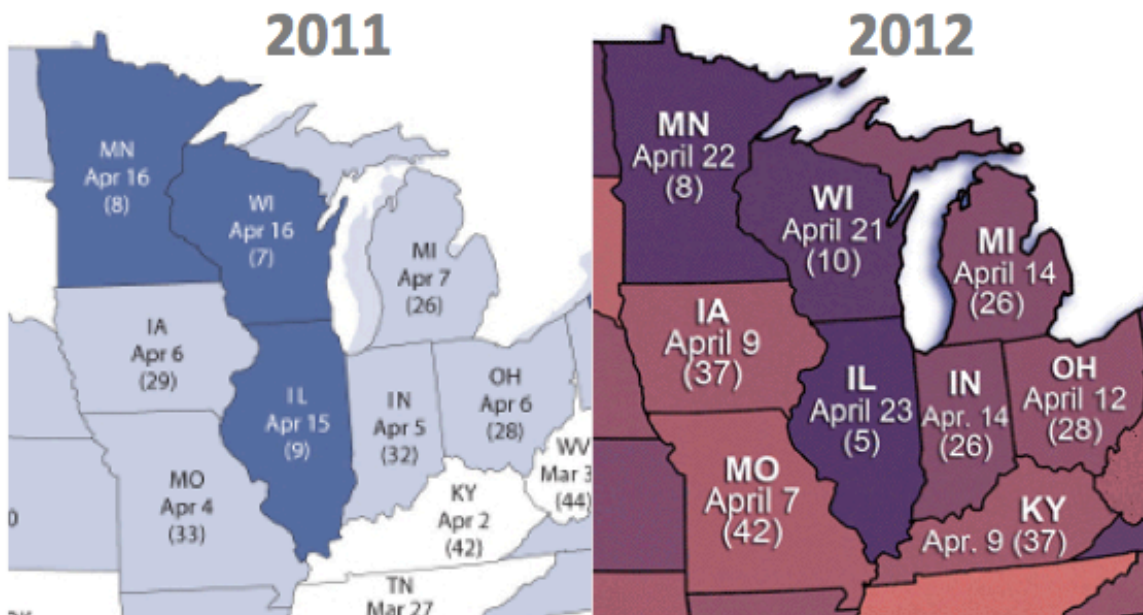 2011
MN
Apr 16
(8)
WI
Apr 16
(7)
MI
Apr 7
(26)
IA
Apr 6
(29)
IL
Apr 15
(9)
IN
Apr 5
(32)
OH
Apr 6
(28)
WV
Mar 3
(44)
MO
Apr 4
(33)
KY
Apr 2
(42)
TN
Mar 27
2012
MN
April 22
(8)
WI
April 21
(10)
MI
April 14
(26)
IA
April 9
(37)
IL
April 23
(5)
IN
Apr. 14
(26)
OH
April 12
(28)
MO
April 7
(42)
KY
Apr. 9 (37)